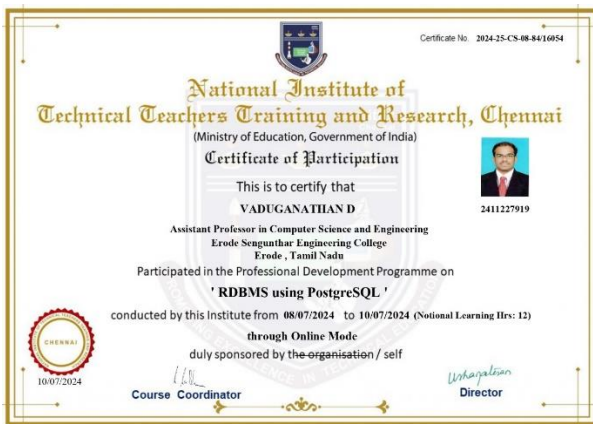 Certificate No. 2024-25-CS-08-84/16054
National Institute of
Technical Teachers Training and Research, Chennai
(Ministry of Education, Government of India)
Certificate of Participation
This is to certify that
VADUGANATHAN D
2411227919
Assistant Professor in Computer Science and Engineering
Erode Sengunthar Engineering College
Erode , Tamil Nadu
Participated in the Professional Development Programme on
' RDBMS using PostgreSQL '
conducted by this Institute from 08/07/2024 to 10/07/2024 (Notional Learning Hrs: 12)
through Online Mode
duly sponsored by the organisation / self
CHENNAI
10/07/2024
Course Coordinator
Director